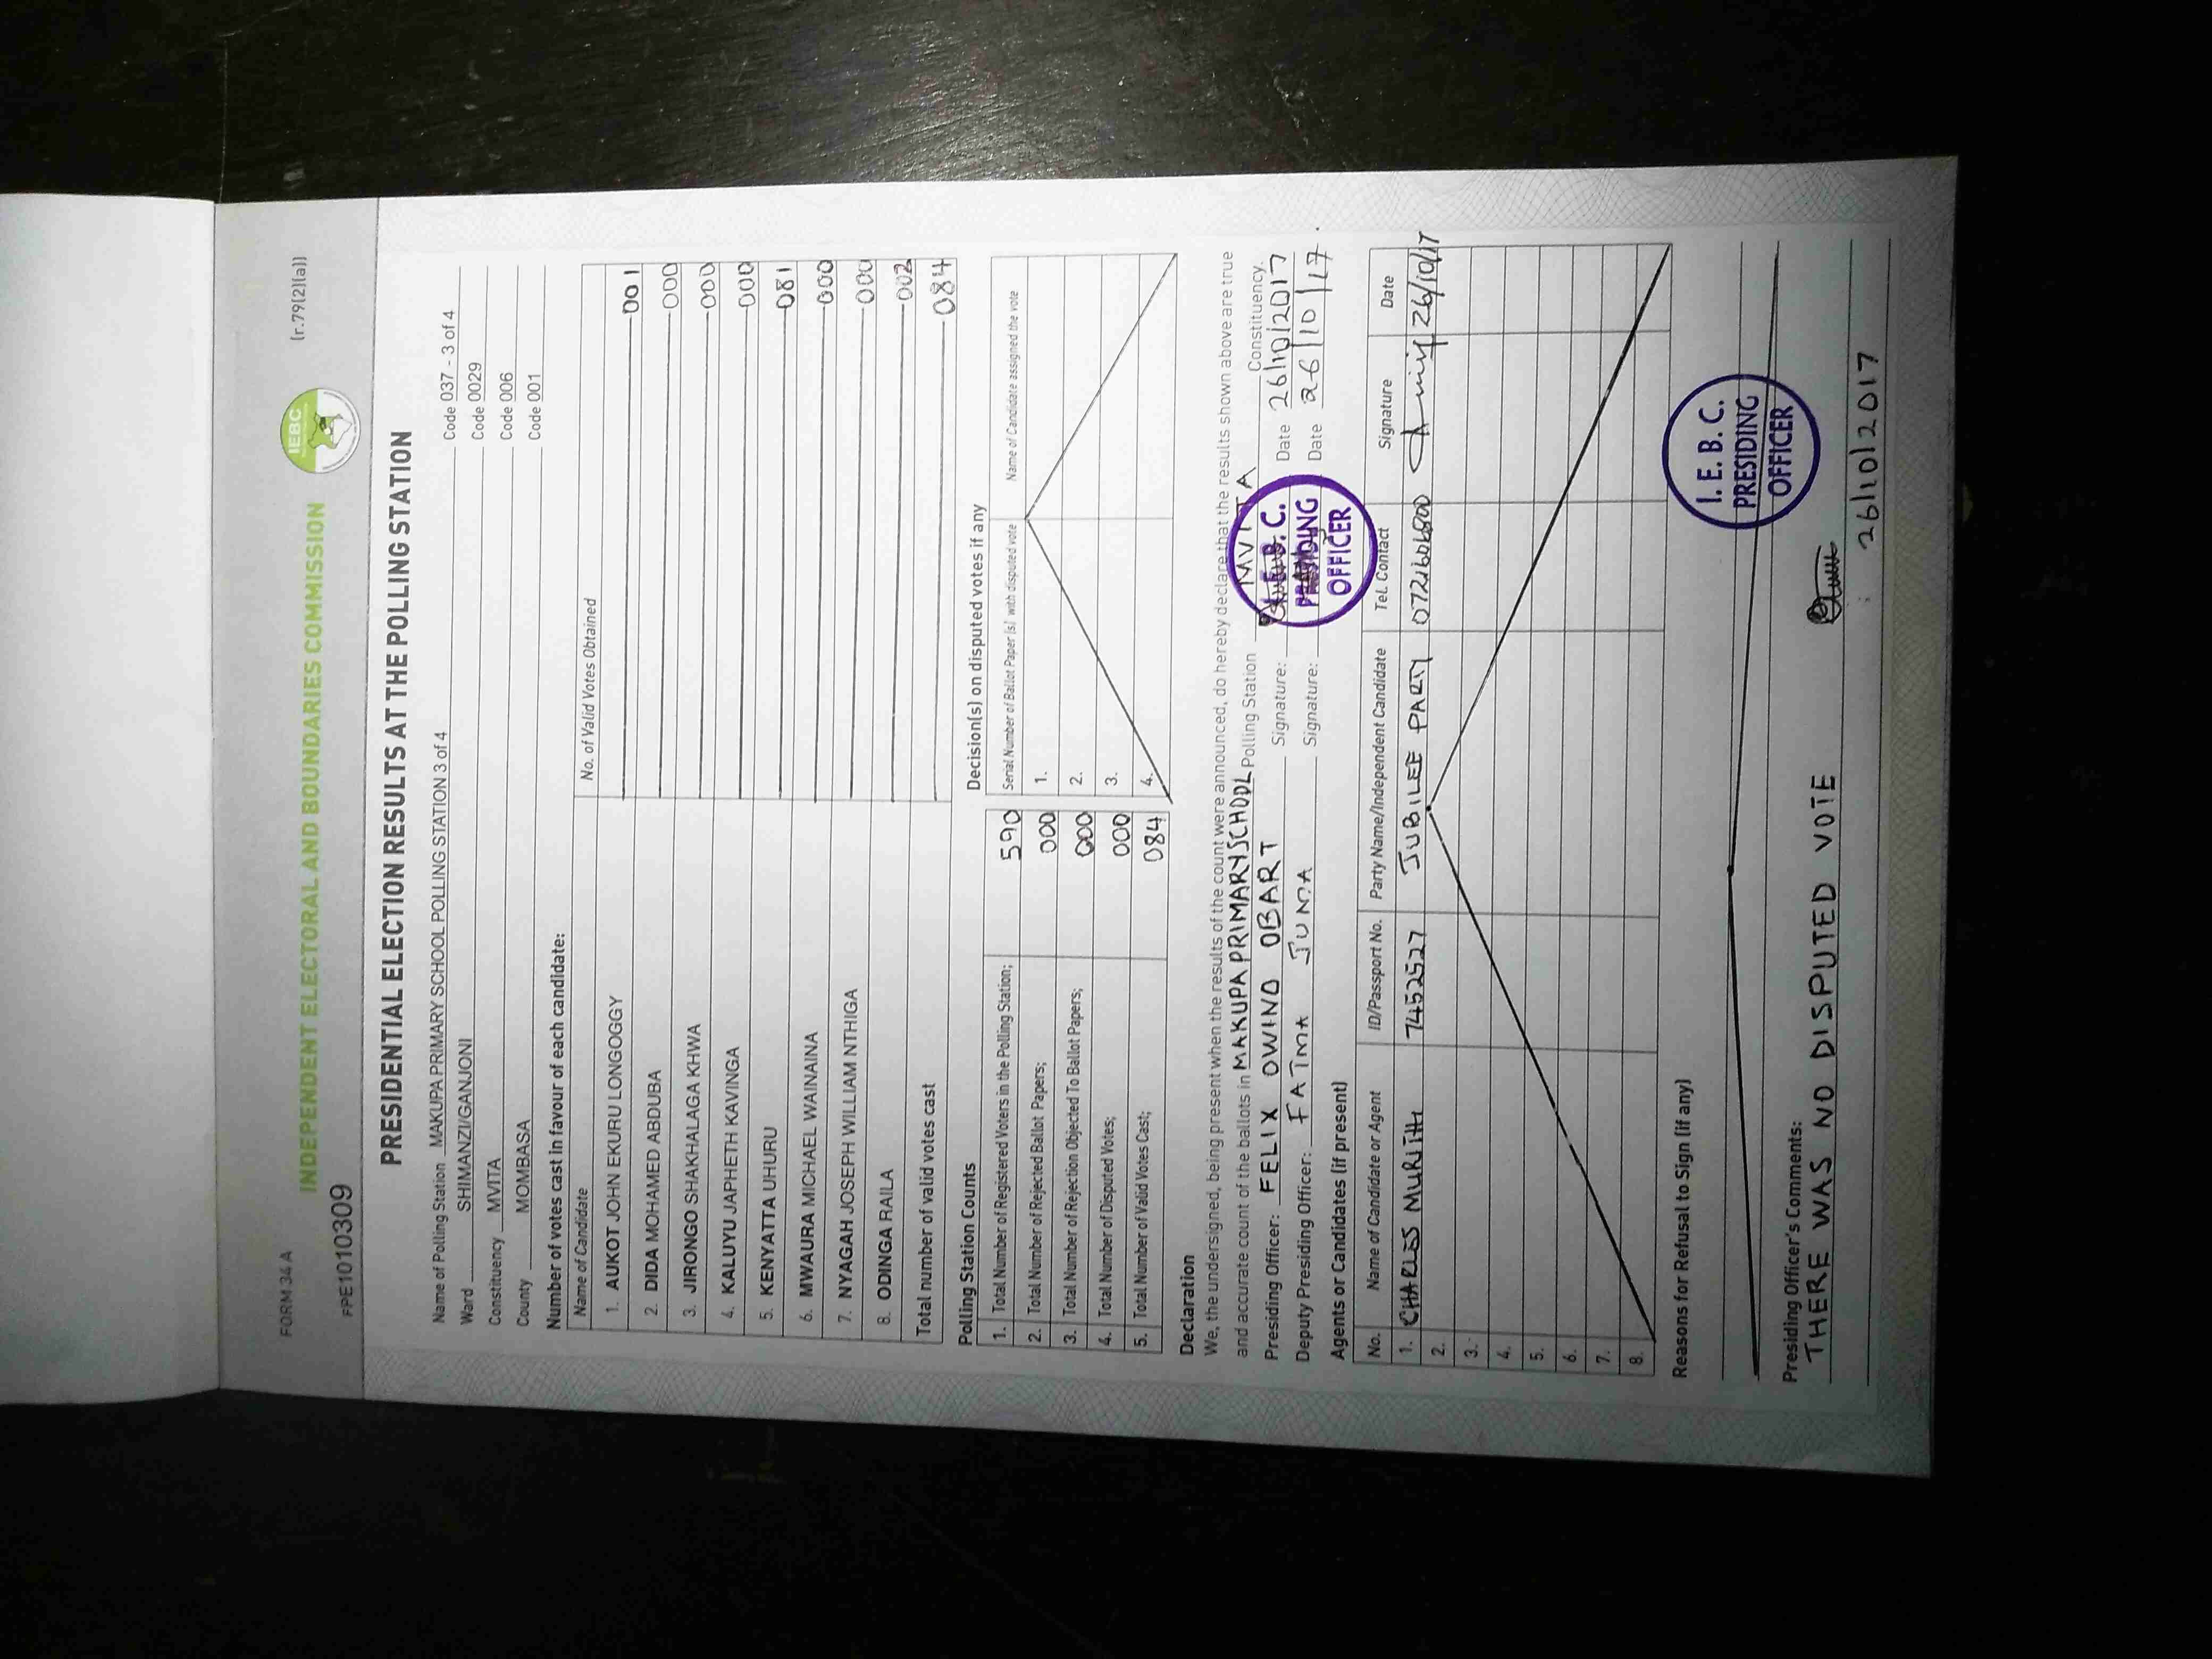 FORM 34 A
(r.79(2)(a))
IEBC
INDEPENDENT ELECTORAL AND BOUNDARIES COMMISSION
FPE1010309
PRESIDENTIAL ELECTION RESULTS AT THE POLLING STATION
Name of Polling Station MAKUPA PRIMARY SCHOOL POLLING STATION 3 of 4 Code 037 - 3 of 4
Ward SHIMANZI/GANJONI Code 0029
Constituency MVITA Code 006
County MOMBASA Code 001
Number of votes cast in favour of each candidate:
Name of Candidate No. of Valid Votes Obtained
1. AUKOT JOHN EKURU LONGOGGY 001
2. DIDA MOHAMED ABDUBA 000
3. JIRONGO SHAKHALAGA KHWA 000
4. KALUYU JAPHETH KAVINGA 000
5. KENYATTA UHURU 081
6. MWAURA MICHAEL WAINAINA 000
7. NYAGAH JOSEPH WILLIAM NTHIGA 000
8. ODINGA RAILA 002
Total number of valid votes cast 084
Polling Station Counts
1. Total Number of Registered Voters in the Polling Station; 590
2. Total Number of Rejected Ballot Papers; 000
3. Total Number of Rejection Objected To Ballot Papers; 000
4. Total Number of Disputed Votes; 000
5. Total Number of Valid Votes Cast; 084
Decision(s) on disputed votes if any
Serial Number of Ballot Paper (s) with disputed vote Name of Candidate assigned the vote
1.
2.
3.
4.
Declaration
We, the undersigned, being present when the results of the count were announced, do hereby declare that the results shown above are true
and accurate count of the ballots in MAKUPA PRIMARY SCHOOL Polling Station MVITA Constituency.
Presiding Officer: FELIX OWINO OBART Signature: Date 26/10/2017
Deputy Presiding Officer: FATMA JUMA Signature: Date 26/10/17.
I. E. B. C.
PRESIDING
OFFICER
Agents or Candidates (if present)
No. Name of Candidate or Agent ID/Passport No. Party Name/Independent Candidate Tel. Contact Signature Date
1. CHARLES MURITHI 7452527 JUBILEE PARTY 26/10/17
2.
3.
4.
5.
6.
7.
8.
Reasons for Refusal to Sign (if any)
I. E. B. C.
PRESIDING
OFFICER
Presiding Officer's Comments:
THERE WAS NO DISPUTED VOTE
26/10/2017